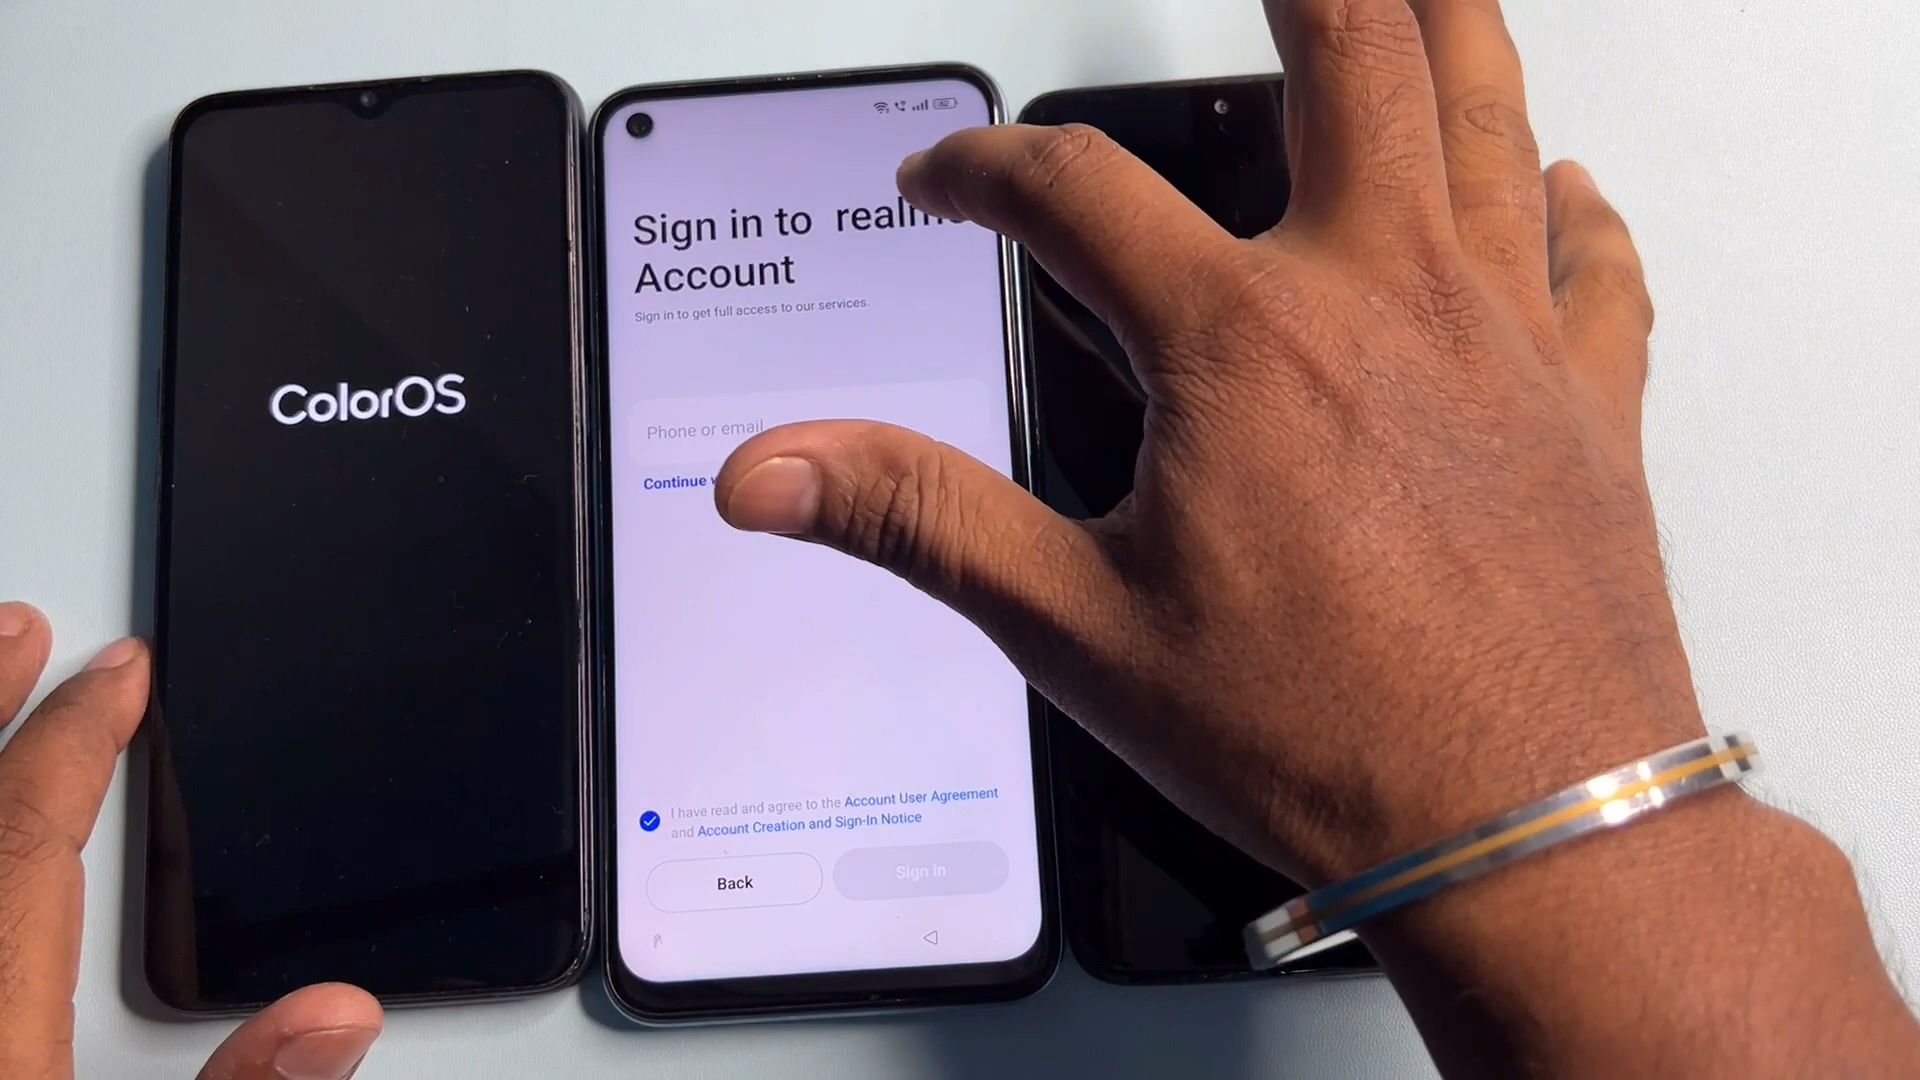 ColorOS
Sign in to realme
Account
Sign in to get full access to our services.
Phone or email
Continue
I have read and agree to the Account User Agreement
and Account Creation and Sign-In Notice
Back
Sign in